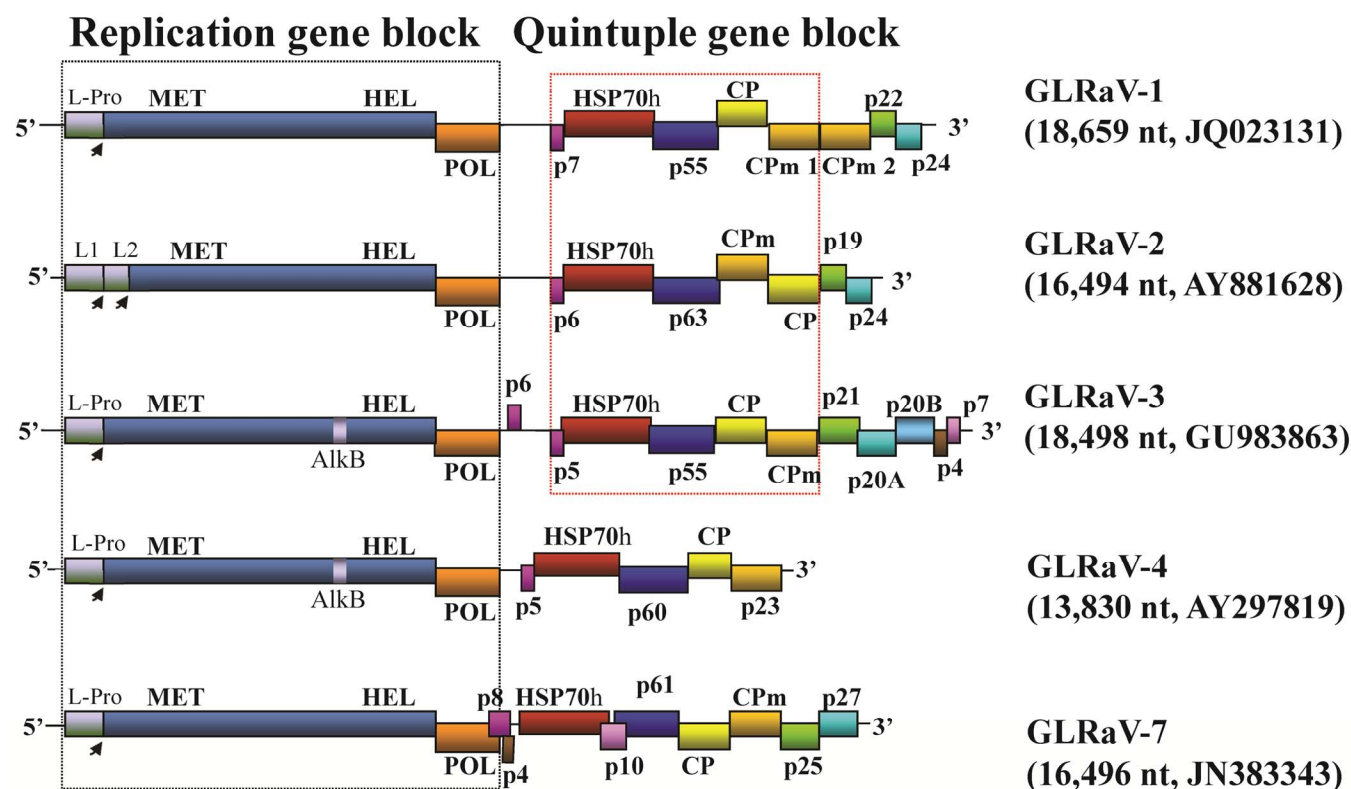 Replication gene block Quintuple gene block
L-Pro MET HEL HSP70h CP p22
5’ 3’
POL p7 p55 CPm 1 CPm 2 p24
GLRaV-1
(18,659 nt, JQ023131)
L1 L2 MET HEL HSP70h CPm p19
5’ 3’
POL p6 p63 CP p24
GLRaV-2
(16,494 nt, AY881628)
L-Pro MET HEL p6 HSP70h CP p21 p20B p7
5’ 3’
AlkB POL p5 p55 CPm p20A p4
GLRaV-3
(18,498 nt, GU983863)
L-Pro MET HEL HSP70h CP
5’ 3’
AlkB POL p5 p60 p23
GLRaV-4
(13,830 nt, AY297819)
L-Pro MET HEL p8 HSP70h p61 CPm p27
5’ 3’
POL p4 p10 CP p25
GLRaV-7
(16,496 nt, JN383343)